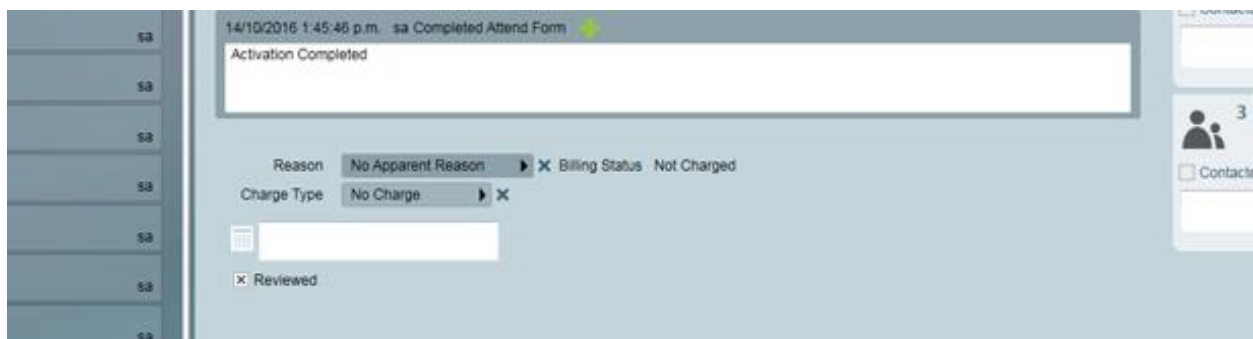 sa
sa
sa
sa
sa
sa
14/10/2016 1:45:46 p.m. sa Completed Attend Form
Activation Completed
Reason No Apparent Reason Billing Status Not Charged
Charge Type No Charge
Reviewed
3